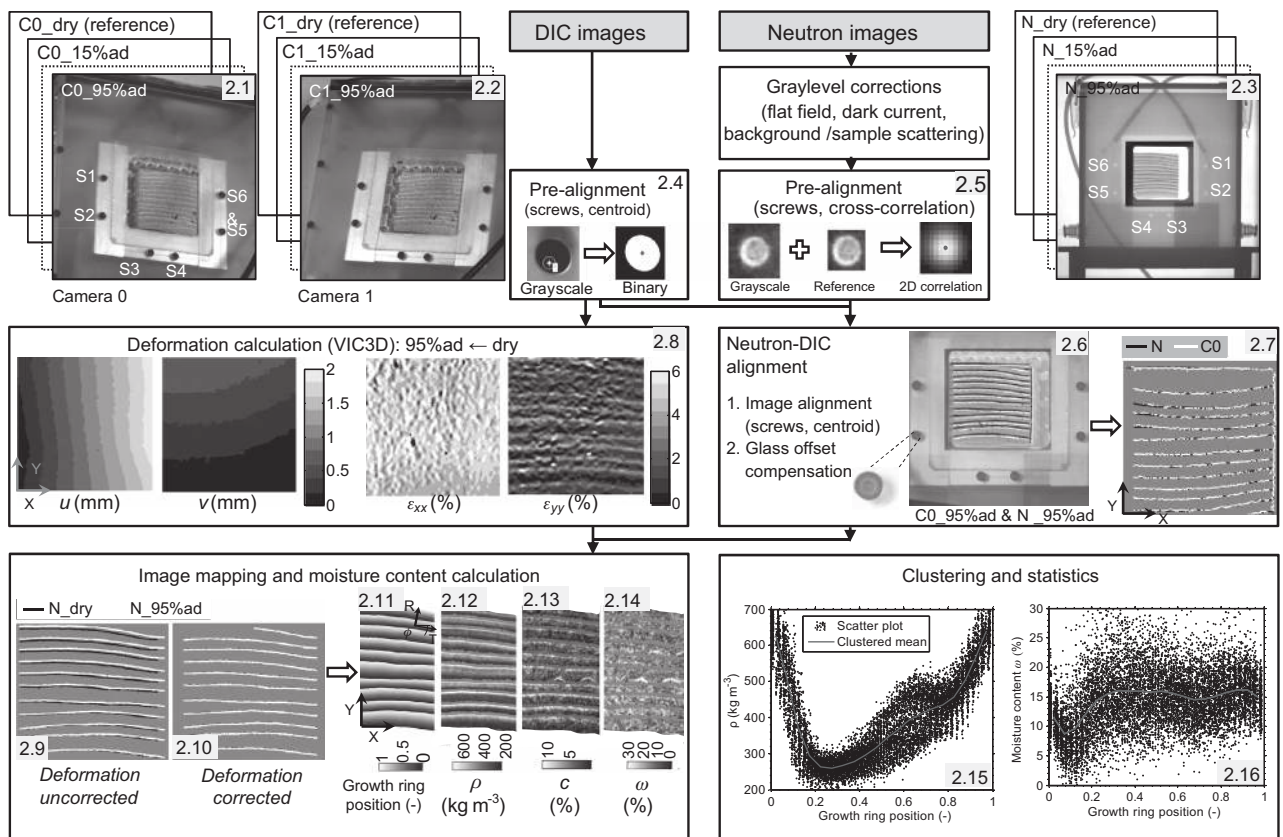 C0_dry (reference)
C0_15%ad
C0_95%ad
2.1
S1
S2
S3
S4
S6
&
S5
Camera 0
C1_dry (reference)
C1_15%ad
C1_95%ad
2.2
Camera 1
DIC images
Neutron images
Graylevel corrections
(flat field, dark current,
background /sample scattering)
Pre-alignment
2.4
(screws, centroid)
Grayscale
Binary
Pre-alignment
2.5
(screws, cross-correlation)
Grayscale
Reference
2D correlation
N_dry (reference)
N_15%ad
N_95%ad
2.3
S6
S5
S1
S2
S4
S3
Deformation calculation (VIC3D): 95%ad ← dry
2.8
Y
X
u (mm)
v (mm)
2
1.5
1
0.5
0
εxx (%)
εyy (%)
6
4
2
0
Neutron-DIC
alignment
1. Image alignment
(screws, centroid)
2. Glass offset
compensation
2.6
C0_95%ad & N _95%ad
2.7
N
C0
Y
X
Image mapping and moisture content calculation
N_dry
N_95%ad
2.9
2.10
Deformation
uncorrected
Deformation
corrected
2.11
R
ϕ
T
Y
X
1
0.5
0
Growth ring
position (-)
2.12
600
400
200
ρ
(kg m-3)
2.13
10
5
c
(%)
2.14
30
20
10
0
ω
(%)
Clustering and statistics
700
600
500
400
300
200
ρ (kg m-3)
Scatter plot
Clustered mean
2.15
0
0.2
0.4
0.6
0.8
1
Growth ring position (-)
30
25
20
15
10
5
0
Moisture content ω (%)
2.16
0
0.2
0.4
0.6
0.8
1
Growth ring position (-)